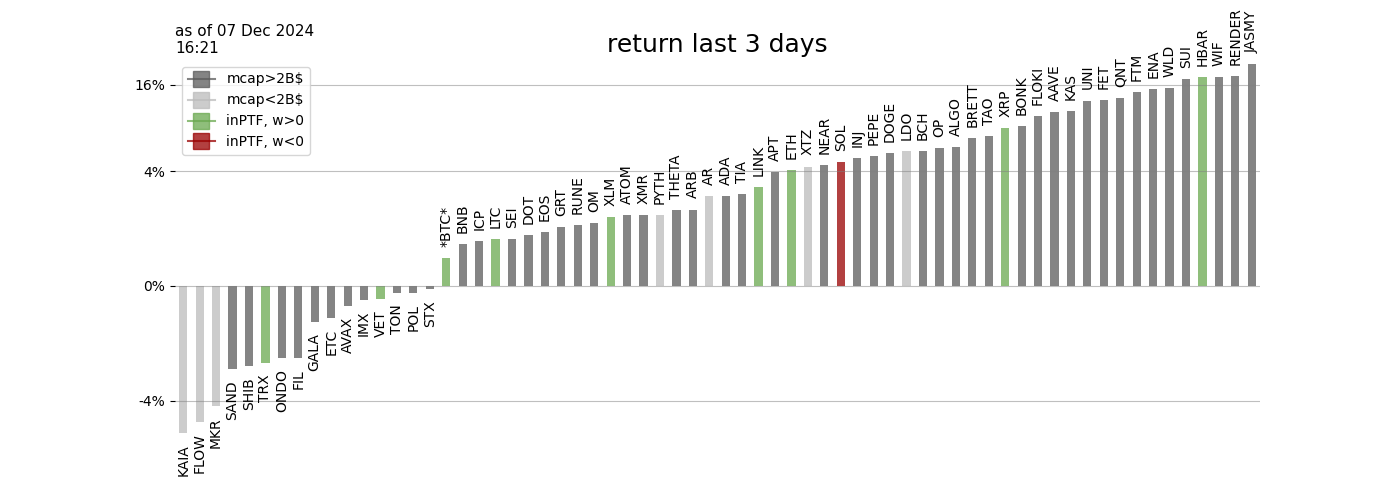 as of 07 Dec 2024
16:21
return last 3 days
mcap>2B$
mcap<2B$
inPTF, w>0
inPTF, w<0
16%
4%
0%
-4%
KAIA
FLOW
MKR
SAND
SHIB
TRX
ONDO
FIL
GALA
ETC
AVAX
IMX
VET
TON
POL
STX
*BTC*
BNB
ICP
LTC
SEI
DOT
EOS
GRT
RUNE
OM
XLM
ATOM
XMR
PYTH
THETA
ARB
AR
ADA
TIA
LINK
APT
ETH
XTZ
NEAR
SOL
INJ
PEPE
DOGE
LDO
BCH
OP
ALGO
BRETT
TAO
XRP
BONK
FLOKI
AAVE
KAS
UNI
FET
QNT
FTM
ENA
WLD
SUI
HBAR
WIF
RENDER
JASMY